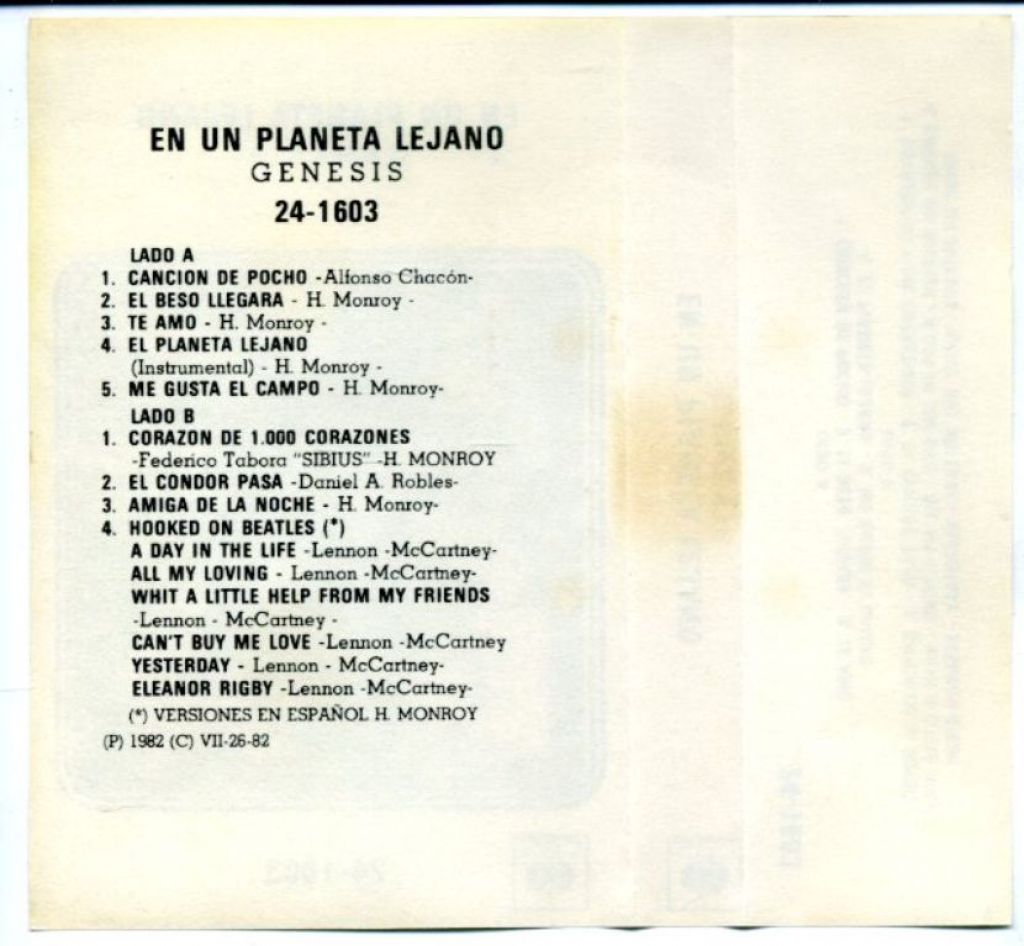 EN UN PLANETA LEJANO
GENESIS
24-1603
LADO A
1. CANCION DE POCHO -Alfonso Chacón-
2. EL BESO LLEGARA - H. Monroy -
3. TE AMO - H. Monroy -
4. EL PLANETA LEJANO
(Instrumental) - H. Monroy -
5. ME GUSTA EL CAMPO - H. Monroy-
LADO B
1. CORAZON DE 1.000 CORAZONES
-Federico Tabora "SIBIUS" -H. MONROY
2. EL CONDOR PASA -Daniel A. Robles-
3. AMIGA DE LA NOCHE - H. Monroy-
4. HOOKED ON BEATLES (*)
A DAY IN THE LIFE -Lennon -McCartney-
ALL MY LOVING - Lennon -McCartney-
WHIT A LITTLE HELP FROM MY FRIENDS
-Lennon - McCartney -
CAN'T BUY ME LOVE -Lennon -McCartney
YESTERDAY - Lennon - McCartney-
ELEANOR RIGBY -Lennon -McCartney-
(*) VERSIONES EN ESPAÑOL H. MONROY
(P) 1982 (C) VII-26-82